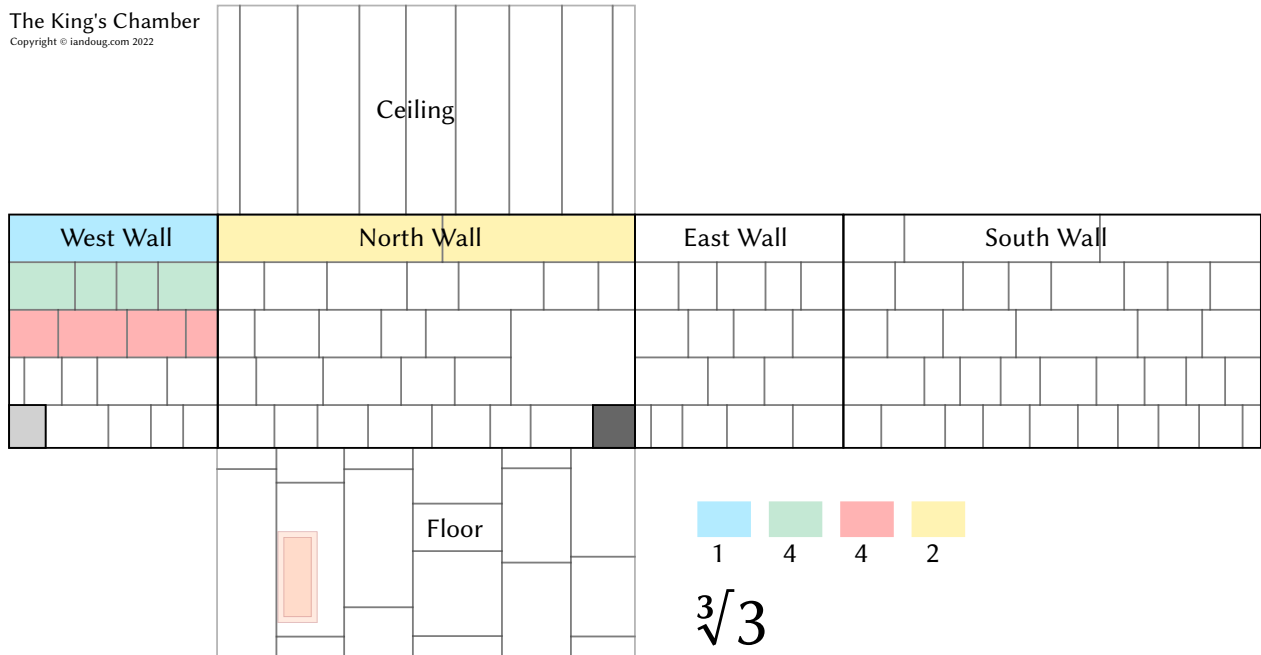 The King's Chamber
Copyright © iandoug.com 2022
Ceiling
West Wall
North Wall
East Wall
South Wall
Floor
1 4 4 2
∛3